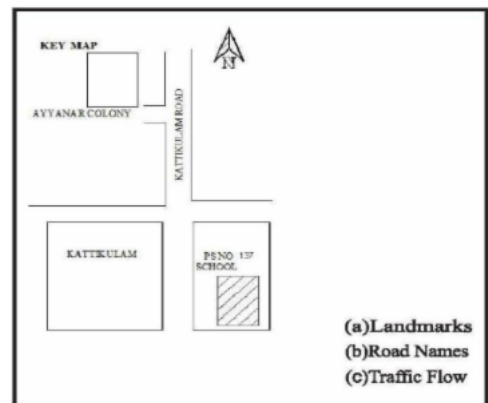 KEY MAP
N
AYYANAR COLONY
KATTIKULAM ROAD
KATTIKULAM
PS NO 137
SCHOOL
(a)Landmarks
(b)Road Names
(c)Traffic Flow